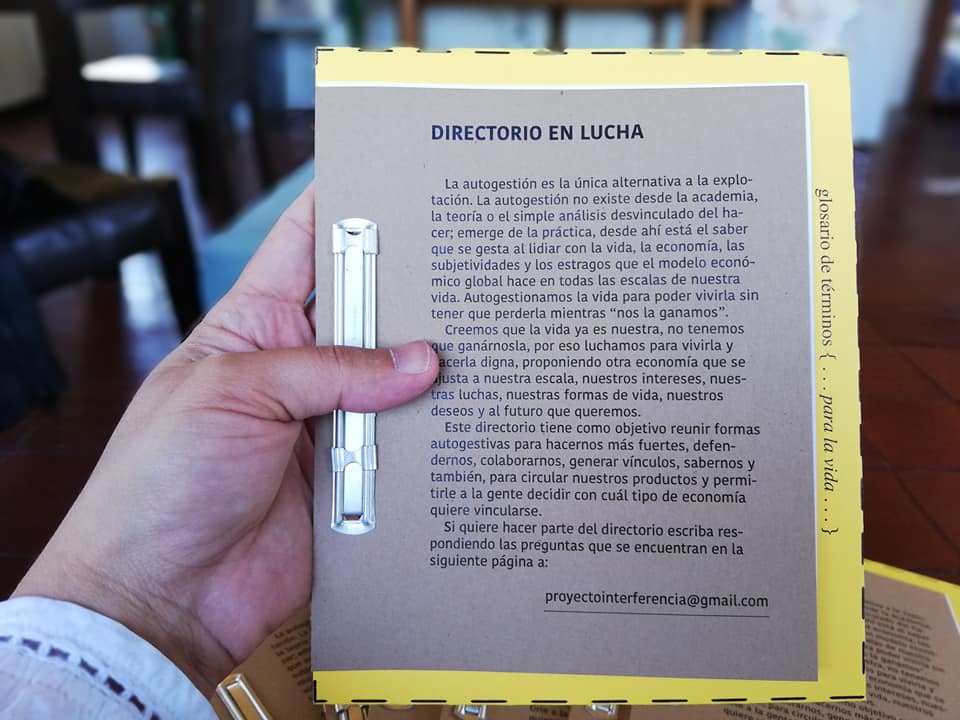 DIRECTORIO EN LUCHA
La autogestión es la única alternativa a la explo-
tación. La autogestión no existe desde la academia,
la teoría o el simple análisis desvinculado del ha-
cer; emerge de la práctica, desde ahí está el saber
que se gesta al lidiar con la vida, la economía, las
subjetividades y los estragos que el modelo econó-
mico global hace en todas las escalas de nuestra
vida. Autogestionamos la vida para poder vivirla sin
tener que perderla mientras “nos la ganamos”.
Creemos que la vida ya es nuestra, no tenemos
que ganárnosla, por eso luchamos para vivirla y
hacerla digna, proponiendo otra economía que se
ajusta a nuestra escala, nuestros intereses, nues-
tras luchas, nuestras formas de vida, nuestros
deseos y al futuro que queremos.
Este directorio tiene como objetivo reunir formas
autogestivas para hacernos más fuertes, defen-
dernos, colaborarnos, generar vínculos, sabernos y
también, para circular nuestros productos y permi-
tirle a la gente decidir con cuál tipo de economía
quiere vincularse.
Si quiere hacer parte del directorio escriba res-
pondiendo las preguntas que se encuentran en la
siguiente página a:
proyectointerferencia@gmail.com
glosario de términos { . . . para la vida . . . }